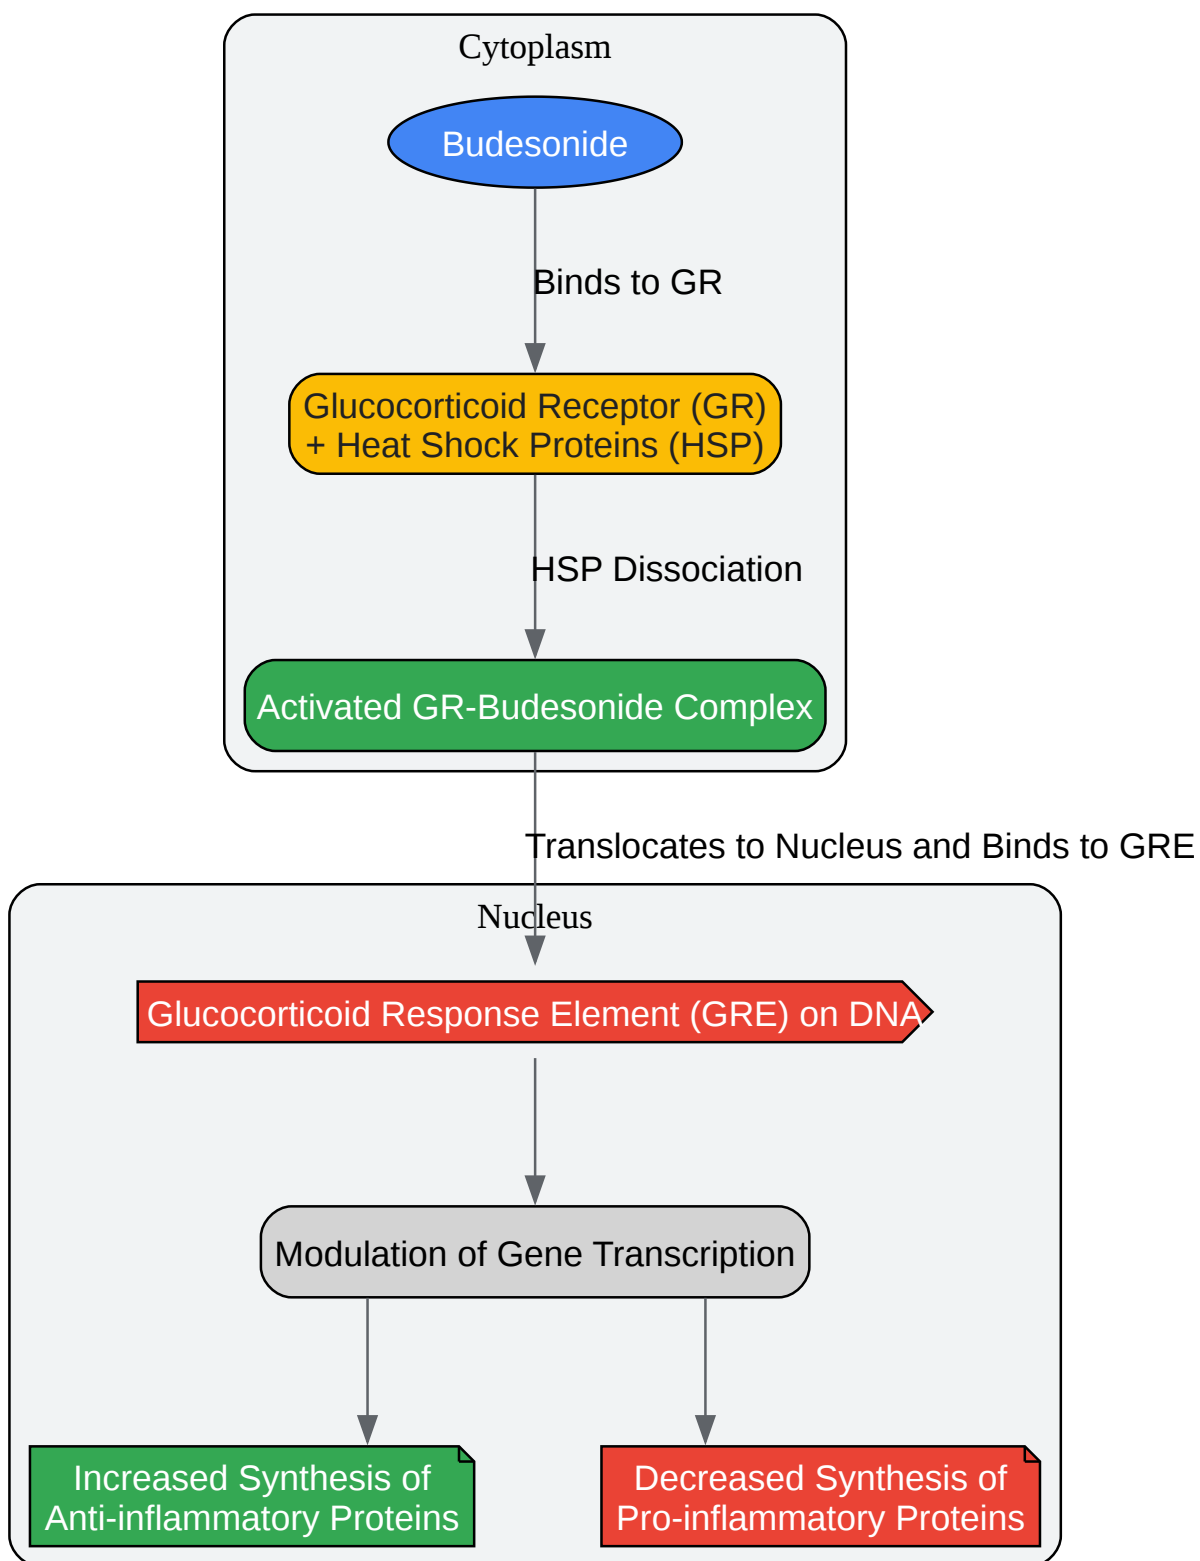 Cytoplasm
Budesonide
Binds to GR
Glucocorticoid Receptor (GR)
+ Heat Shock Proteins (HSP)
HSP Dissociation
Activated GR-Budesonide Complex
Translocates to Nucleus and Binds to GRE
Nucleus
Glucocorticoid Response Element (GRE) on DNA
Modulation of Gene Transcription
Increased Synthesis of
Anti-inflammatory Proteins
Decreased Synthesis of
Pro-inflammatory Proteins